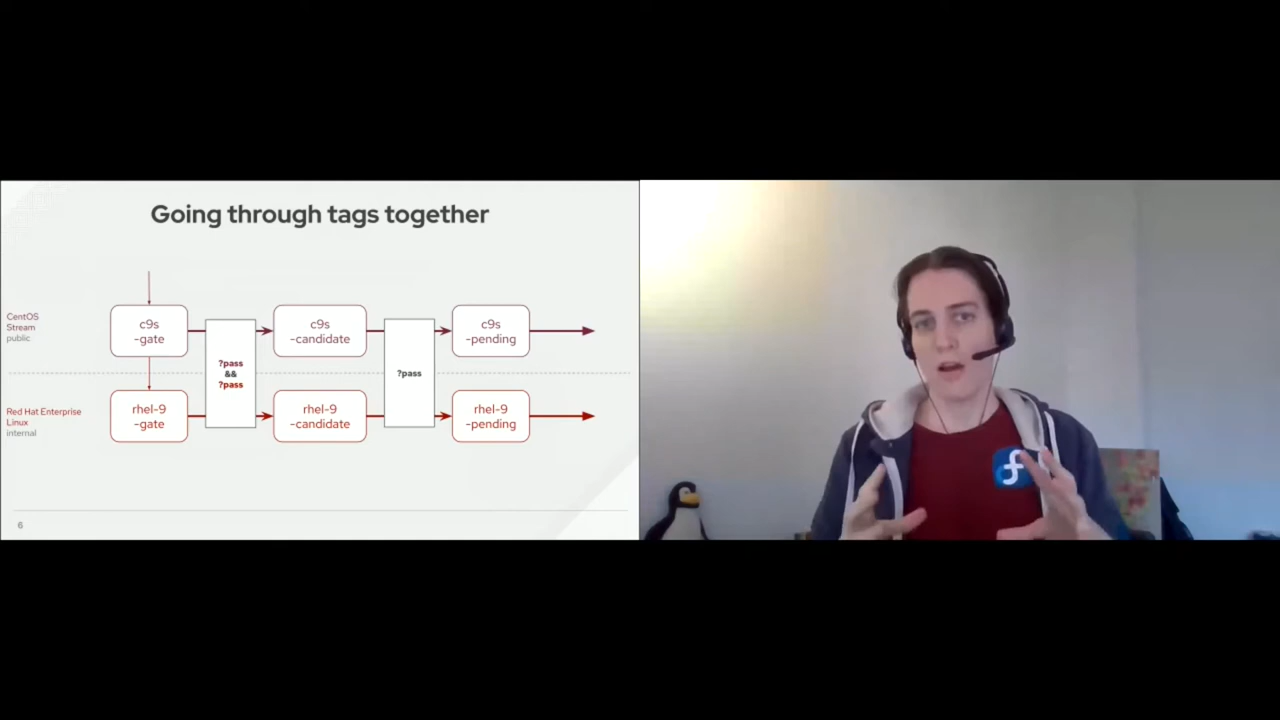 Going through tags together
CentOS
Stream
public
c9s
-gate
c9s
-candidate
c9s
-pending
?pass
&&
?pass
?pass
Red Hat Enterprise
Linux
internal
rhel-9
-gate
rhel-9
-candidate
rhel-9
-pending
6